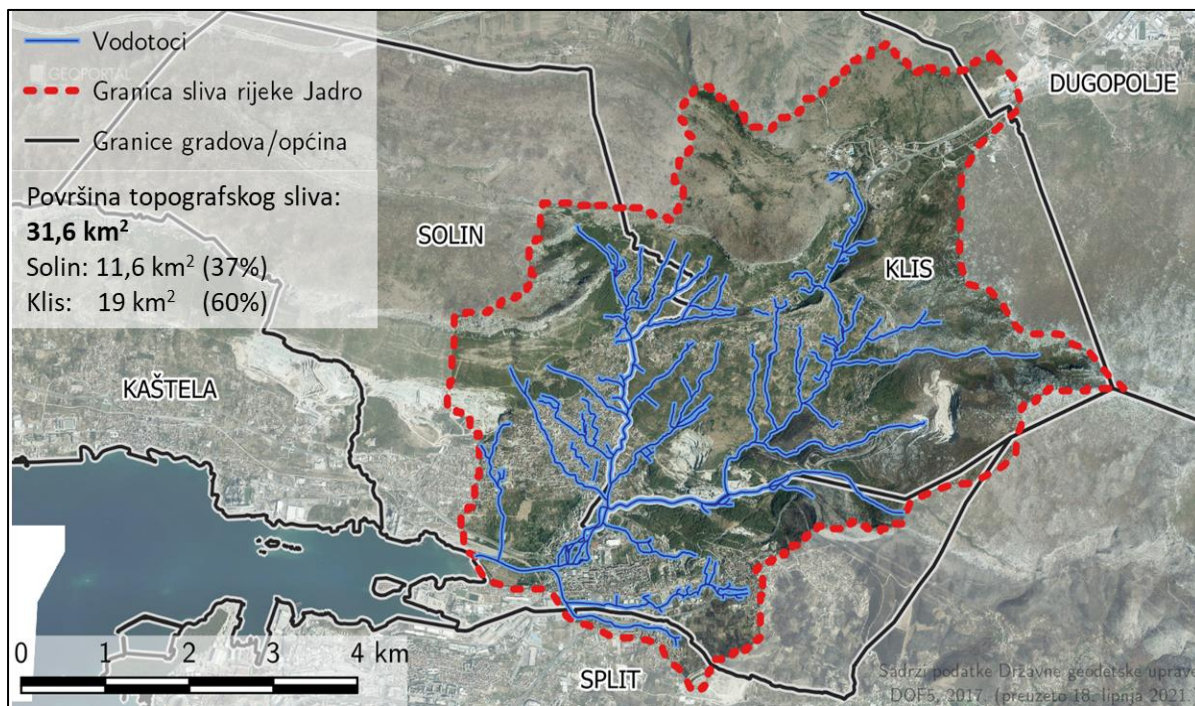 Vodotoci
GEOPORTAL
Granica sliva rijeke Jadro
Granice gradova/općina
Površina topografskog sliva:
31,6 km²
Solin: 11,6 km² (37%)
Klis: 19 km² (60%)
DUGOPOLJE
SOLIN
KLIS
KAŠTELA
SPLIT
0 1 2 3 4 km
Sadrži podatke Državne geodetske uprave
DOF5, 2017. (preuzeto 18. lipnja 2021.